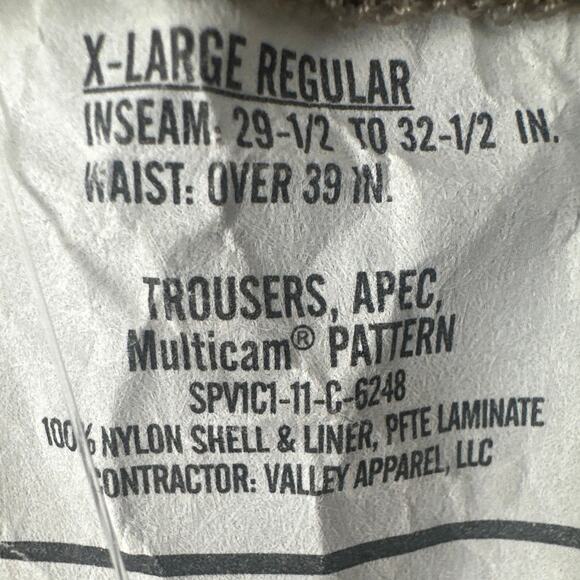 X-LARGE REGULAR
INSEAM: 29-1/2 TO 32-1/2 IN.
WAIST: OVER 39 IN.
TROUSERS, APEC,
Multicam® PATTERN
SPV1C1-11-C-6248
100% NYLON SHELL & LINER, PFTE LAMINATE
CONTRACTOR: VALLEY APPAREL, LLC